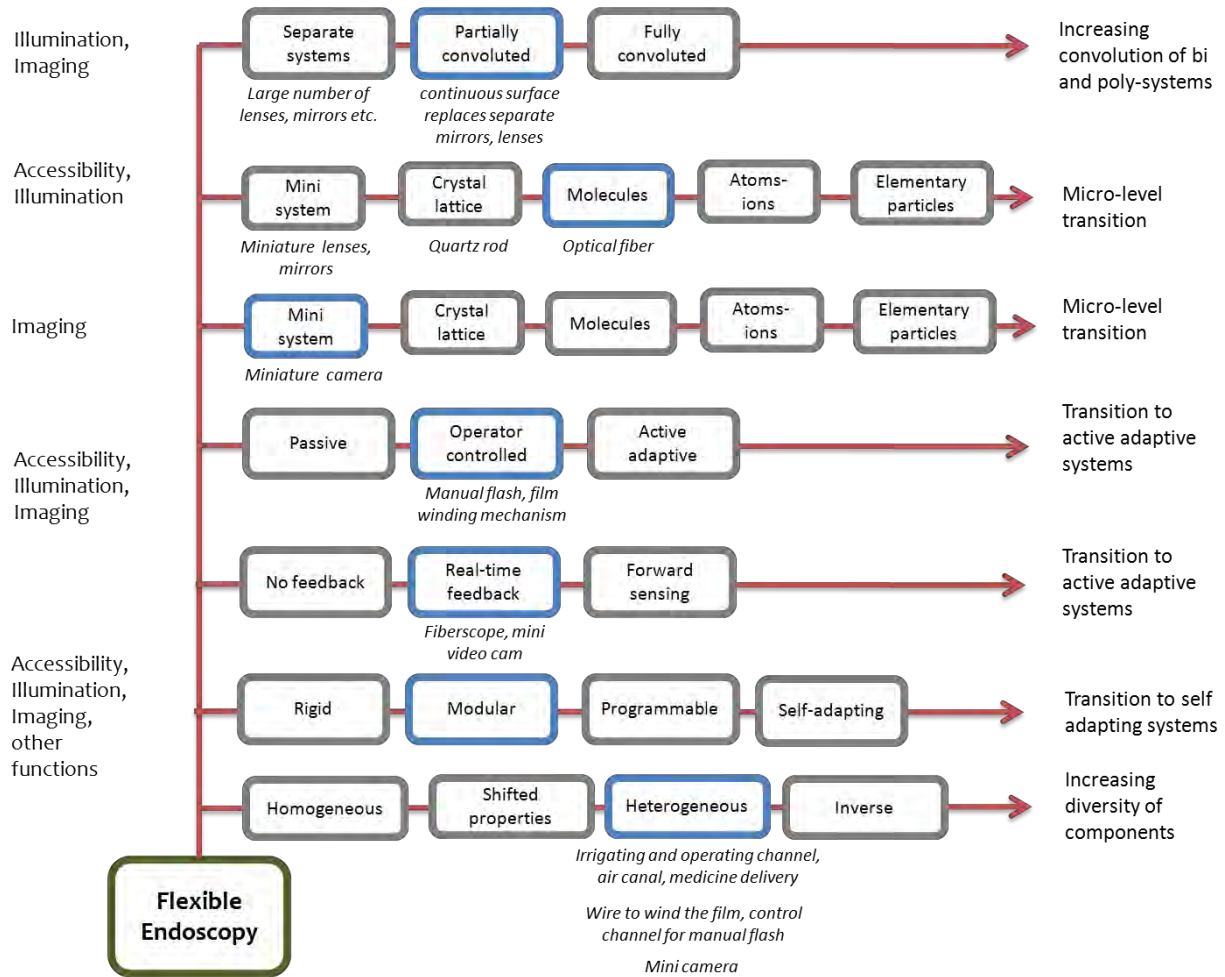 Illumination,
Imaging
Separate
systems
Partially
convoluted
Fully
convoluted
Increasing
convolution of bi
and poly-systems
Large number of
lenses, mirrors etc.
continuous surface
replaces separate
mirrors, lenses
Accessibility,
Illumination
Mini
system
Crystal
lattice
Molecules
Atoms-
ions
Elementary
particles
Micro-level
transition
Miniature lenses,
mirrors
Quartz rod
Optical fiber
Imaging
Mini
system
Crystal
lattice
Molecules
Atoms-
ions
Elementary
particles
Micro-level
transition
Miniature camera
Accessibility,
Illumination,
Imaging
Passive
Operator
controlled
Active
adaptive
Transition to
active adaptive
systems
Manual flash, film
winding mechanism
No feedback
Real-time
feedback
Forward
sensing
Transition to
active adaptive
systems
Fiberscope, mini
video cam
Accessibility,
Illumination,
Imaging,
other
functions
Rigid
Modular
Programmable
Self-adapting
Transition to self
adapting systems
Homogeneous
Shifted
properties
Heterogeneous
Inverse
Increasing
diversity of
components
Irrigating and operating channel,
air canal, medicine delivery
Wire to wind the film, control
channel for manual flash
Mini camera
Flexible
Endoscopy